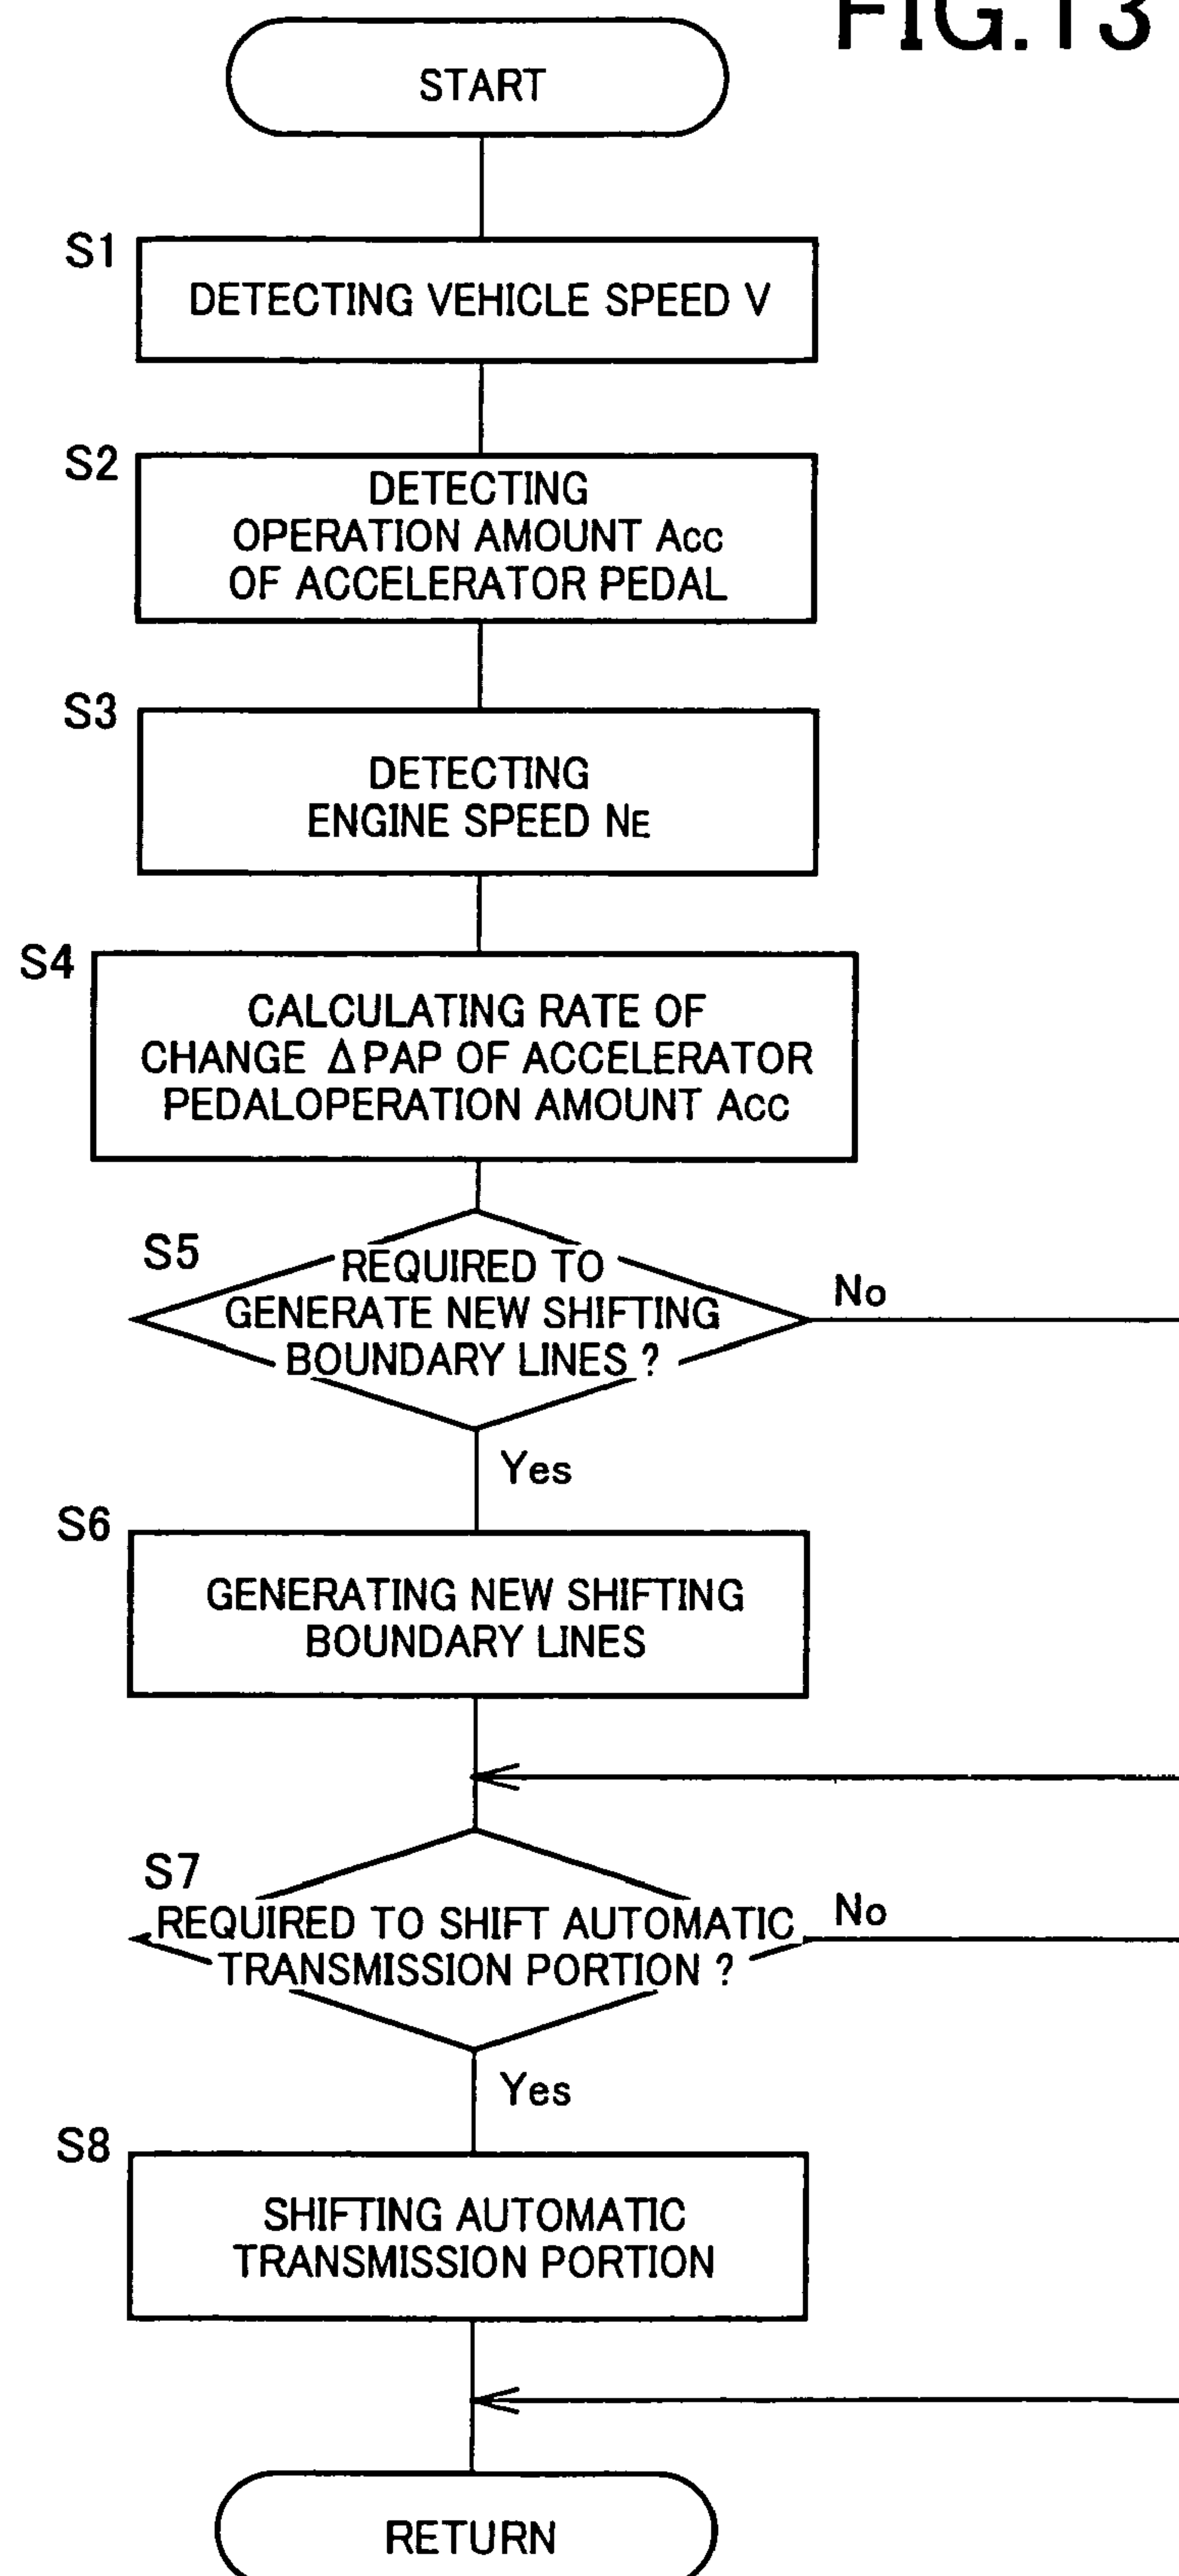 FIG.13
START
S1
DETECTING VEHICLE SPEED V
S2
DETECTING
OPERATION AMOUNT Acc
OF ACCELERATOR PEDAL
S3
DETECTING
ENGINE SPEED NE
S4
CALCULATING RATE OF
CHANGE ΔPAP OF ACCELERATOR
PEDALOPERATION AMOUNT Acc
S5
REQUIRED TO
GENERATE NEW SHIFTING
BOUNDARY LINES ?
No
Yes
S6
GENERATING NEW SHIFTING
BOUNDARY LINES
S7
REQUIRED TO SHIFT AUTOMATIC
TRANSMISSION PORTION ?
No
Yes
S8
SHIFTING AUTOMATIC
TRANSMISSION PORTION
RETURN